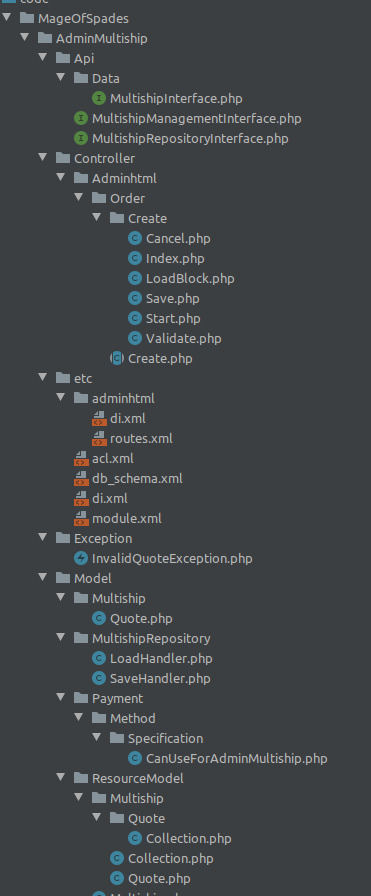 code
MageOfSpades
AdminMultiship
Api
Data
MultishipInterface.php
MultishipManagementInterface.php
MultishipRepositoryInterface.php
Controller
Adminhtml
Order
Create
Cancel.php
Index.php
LoadBlock.php
Save.php
Start.php
Validate.php
Create.php
etc
adminhtml
di.xml
routes.xml
acl.xml
db_schema.xml
di.xml
module.xml
Exception
InvalidQuoteException.php
Model
Multiship
Quote.php
MultishipRepository
LoadHandler.php
SaveHandler.php
Payment
Method
Specification
CanUseForAdminMultiship.php
ResourceModel
Multiship
Quote
Collection.php
Collection.php
Quote.php